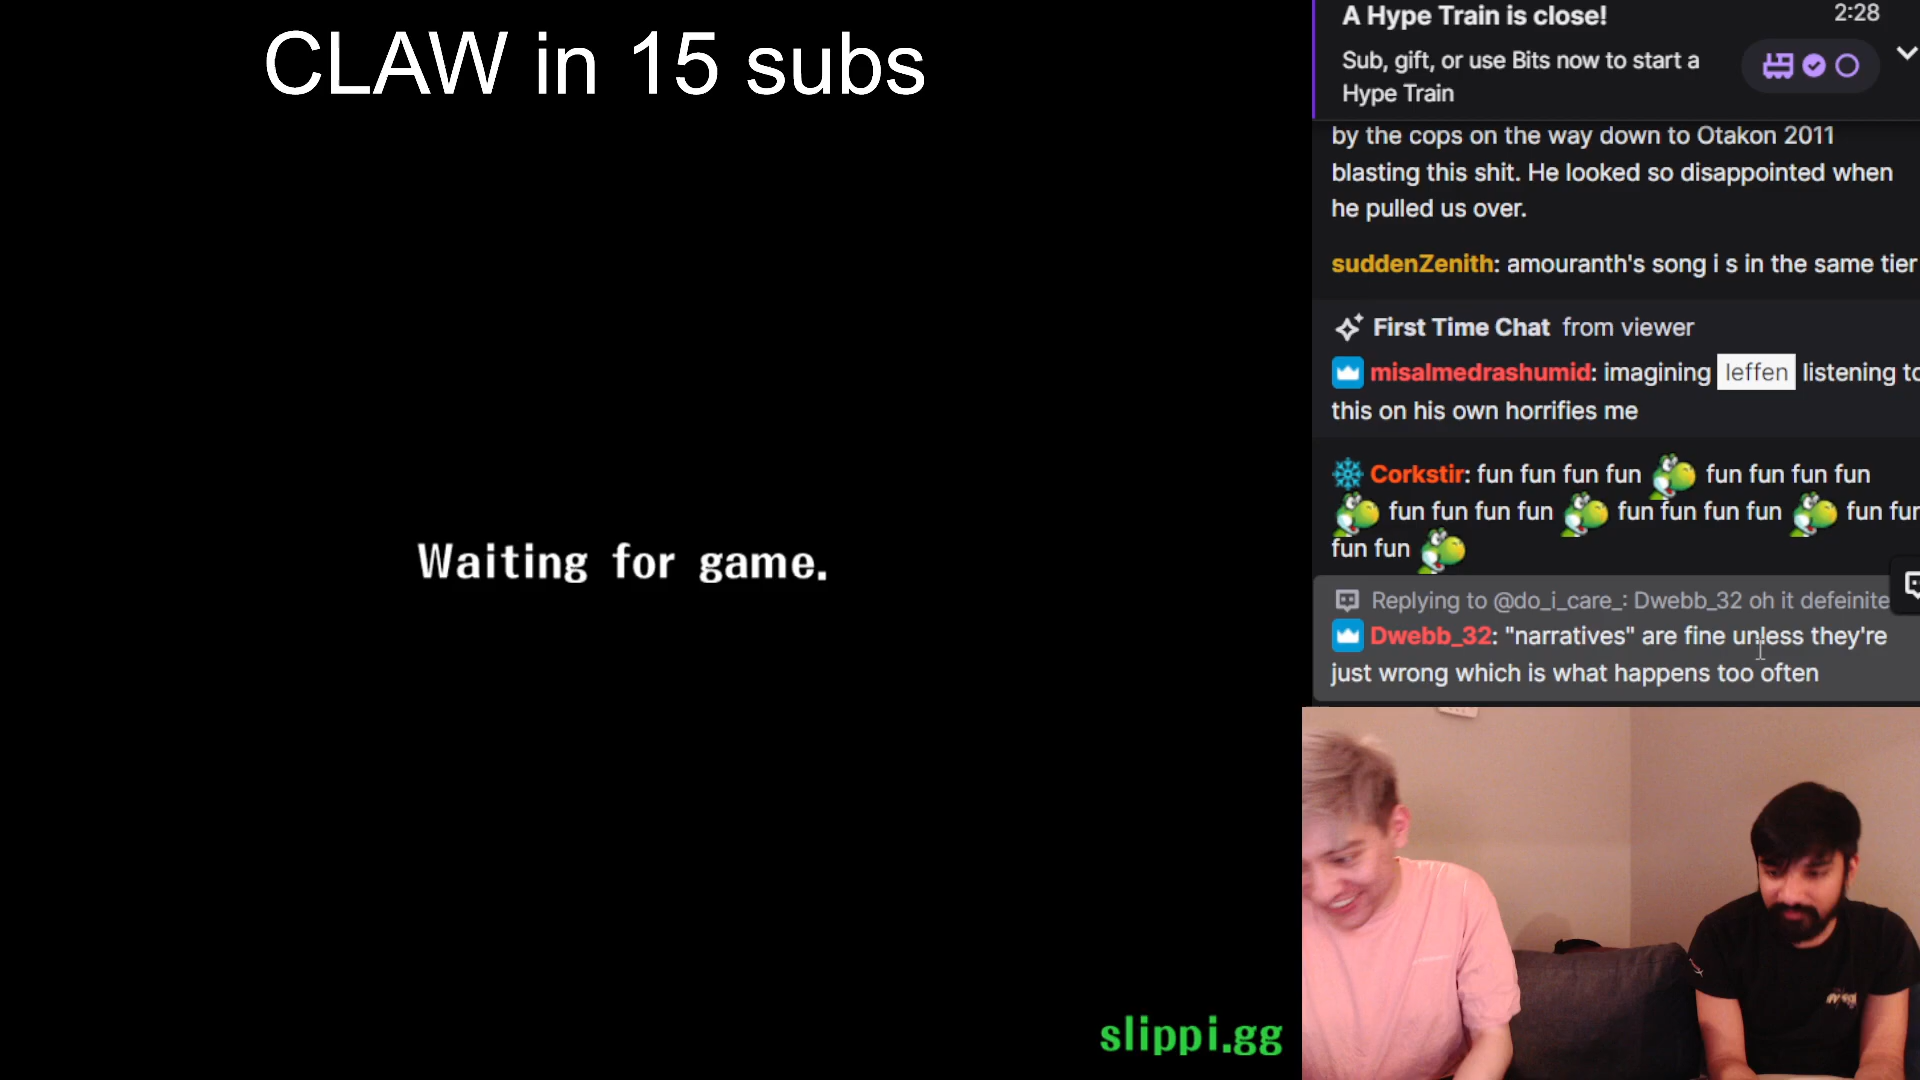 CLAW in 15 subs
Waiting for game.
slippi.gg
A Hype Train is close!
2:28
Sub, gift, or use Bits now to start a
Hype Train
by the cops on the way down to Otakon 2011
blasting this shit. He looked so disappointed when
he pulled us over.
suddenZenith: amouranth's song i s in the same tier
First Time Chat from viewer
misalmedrashumid: imagining leffen listening to
this on his own horrifies me
Corkstir: fun fun fun fun fun fun fun fun
fun fun fun fun fun fun fun fun fun fun
fun fun
Replying to @do_i_care_: Dwebb_32 oh it defeinite
Dwebb_32: "narratives" are fine unless they're
just wrong which is what happens too often